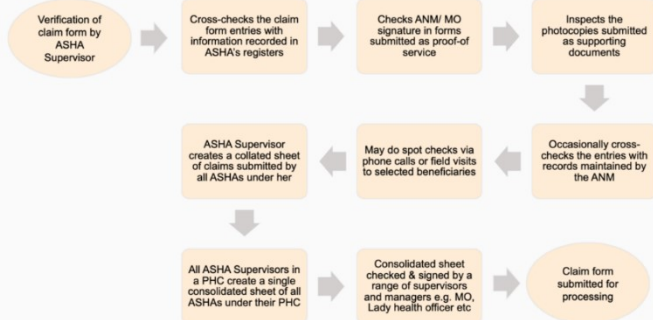 Verification of
claim form by
ASHA
Supervisor
Cross-checks the claim
form entries with
information recorded in
ASHA's registers
Checks ANM/ MO
signature in forms
submitted as proof-of
service
Inspects the
photocopies submitted
as supporting
documents
Occasionally cross-
checks the entries with
records maintained by
the ANM
May do spot checks via
phone calls or field visits
to selected beneficiaries
ASHA Supervisor
creates a collated sheet
of claims submitted by
all ASHAs under her
All ASHA Supervisors in
a PHC create a single
consolidated sheet of all
ASHAs under their PHC
Consolidated sheet
checked & signed by a
range of supervisors
and managers e.g. MO,
Lady health officer etc
Claim form
submitted for
processing